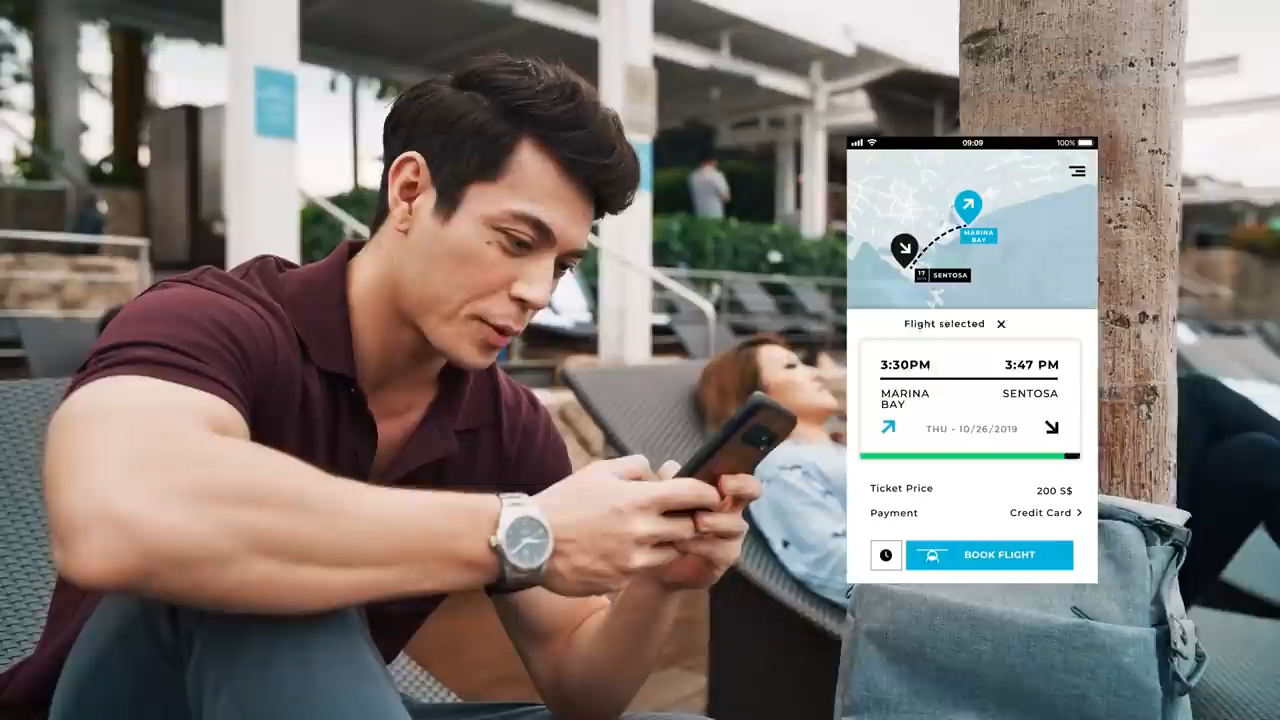 09:09
100%
MARINA
BAY
17
SENTOSA
Flight selected X
3:30PM 3:47 PM
MARINA SENTOSA
BAY
THU - 10/26/2019
Ticket Price 200 S$
Payment Credit Card >
BOOK FLIGHT